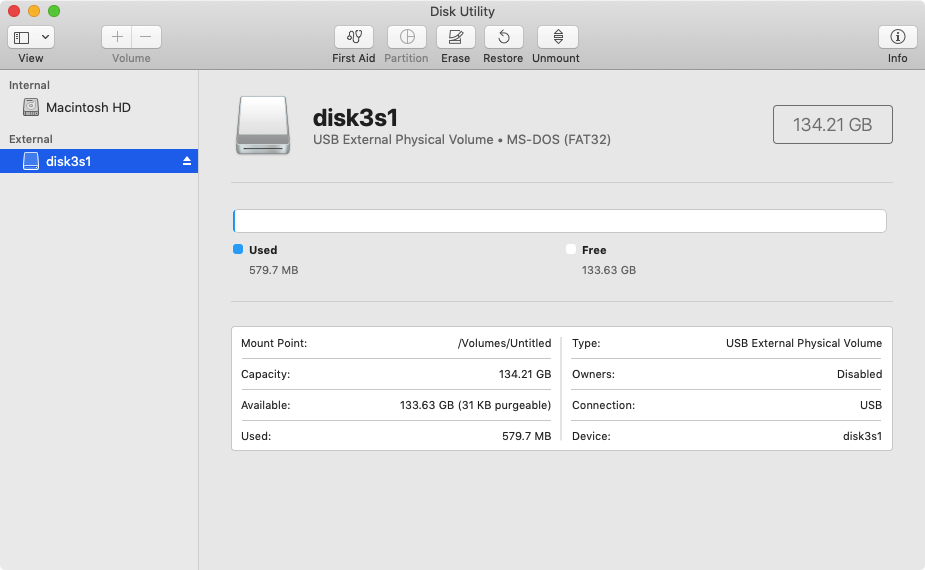 Disk Utility
View
Volume
First Aid
Partition
Erase
Restore
Unmount
Info
Internal
Macintosh HD
External
disk3s1
disk3s1
USB External Physical Volume • MS-DOS (FAT32)
134.21 GB
Used
579.7 MB
Free
133.63 GB
Mount Point: /Volumes/Untitled
Capacity: 134.21 GB
Available: 133.63 GB (31 KB purgeable)
Used: 579.7 MB
Type: USB External Physical Volume
Owners: Disabled
Connection: USB
Device: disk3s1